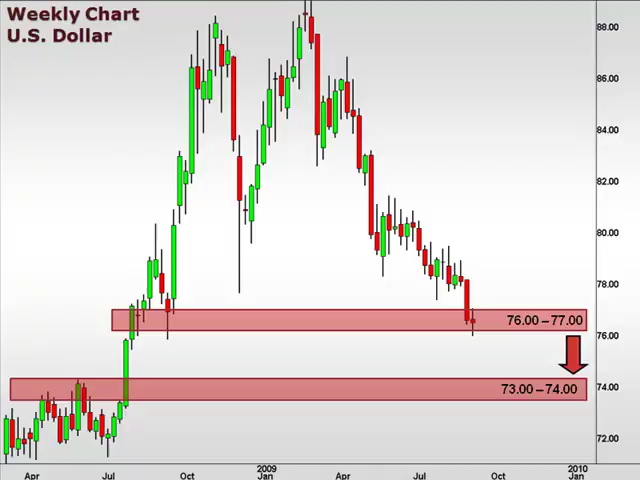 Weekly Chart
U.S. Dollar
88.00
86.00
84.00
82.00
80.00
78.00
76.00 – 77.00
76.00
73.00 – 74.00
74.00
72.00
2009 2010
Apr Jul Oct Jan Apr Jul Oct Jan